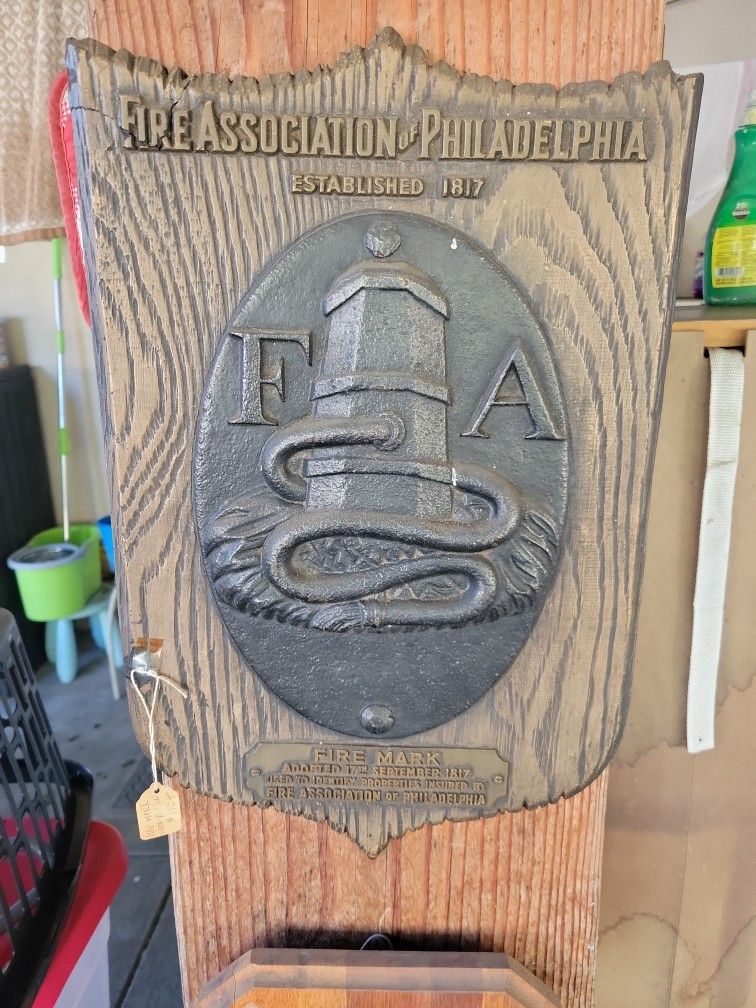 FIRE ASSOCIATION OF PHILADELPHIA
ESTABLISHED 1817
F A
FIRE MARK
ADOPTED 17TH SEPTEMBER 1817
USED TO IDENTIFY PROPERTIES INSURED BY
FIRE ASSOCIATION OF PHILADELPHIA